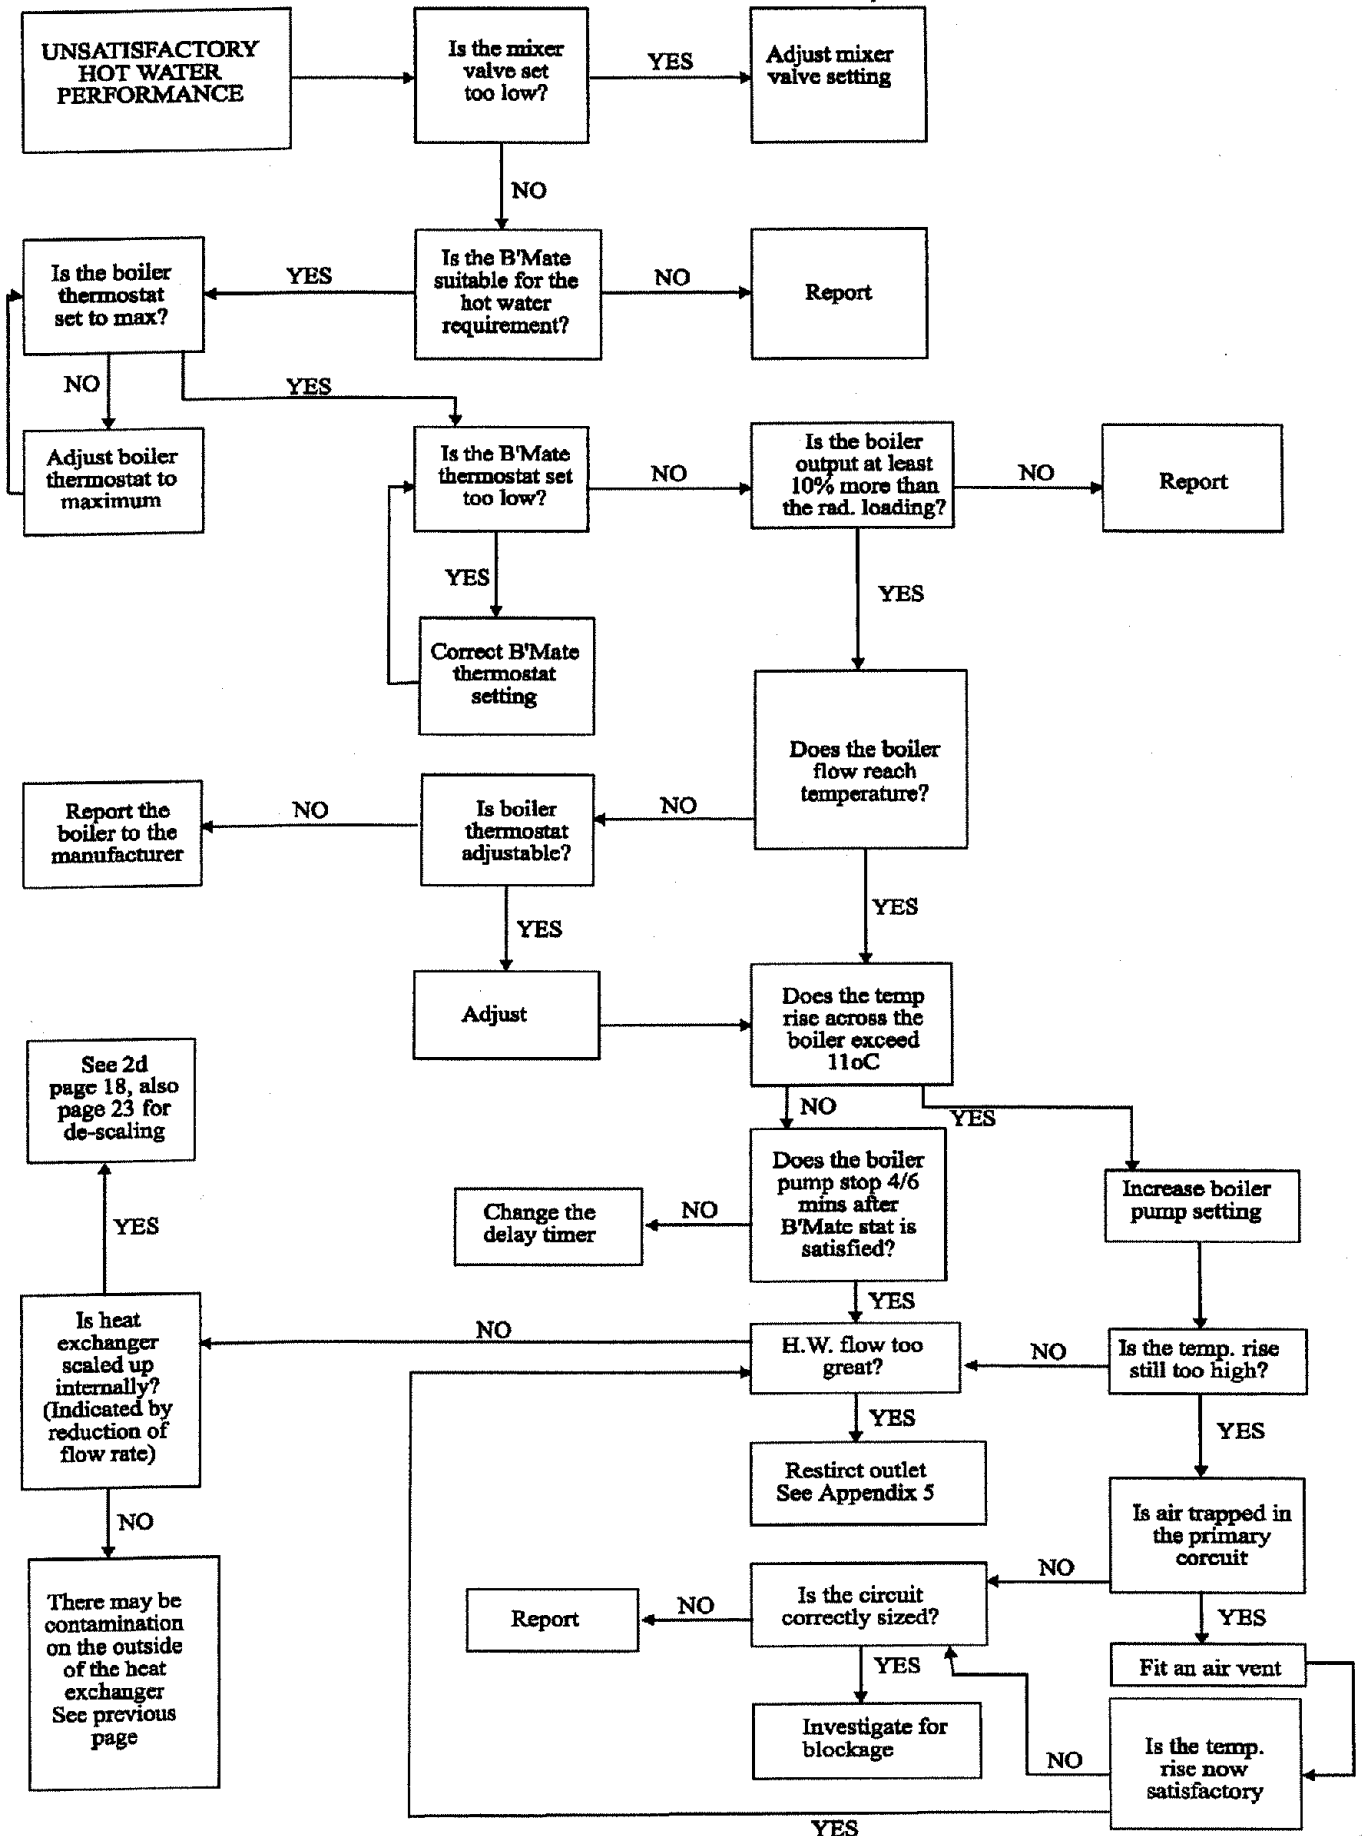 UNSATISFACTORY
HOT WATER
PERFORMANCE
Is the mixer
valve set
too low?
YES
Adjust mixer
valve setting
NO
Is the boiler
thermostat
set to max?
YES
Is the B'Mate
suitable for the
hot water
requirement?
NO
Report
NO
YES
Adjust boiler
thermostat to
maximum
Is the B'Mate
thermostat set
too low?
NO
Is the boiler
output at least
10% more than
the rad. loading?
NO
Report
YES
YES
Correct B'Mate
thermostat
setting
Does the boiler
flow reach
temperature?
Report the
boiler to the
manufacturer
NO
Is boiler
thermostat
adjustable?
NO
YES
YES
Adjust
Does the temp
rise across the
boiler exceed
11oC
See 2d
page 18, also
page 23 for
de-scaling
NO
YES
Does the boiler
pump stop 4/6
mins after
B'Mate stat is
satisfied?
Increase boiler
pump setting
Change the
delay timer
NO
YES
YES
Is heat
exchanger
scaled up
internally?
(Indicated by
reduction of
flow rate)
NO
H.W. flow too
great?
NO
Is the temp. rise
still too high?
YES
YES
Restirct outlet
See Appendix 5
Is air trapped in
the primary
corcuit
NO
NO
There may be
contamination
on the outside
of the heat
exchanger
See previous
page
Report
NO
Is the circuit
correctly sized?
YES
YES
Fit an air vent
Investigate for
blockage
NO
Is the temp.
rise now
satisfactory
YES